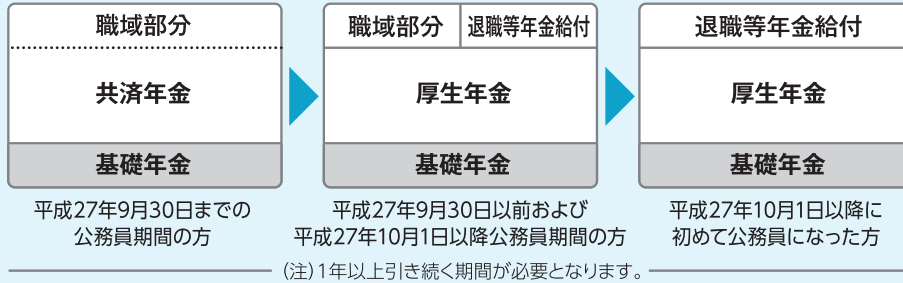 職域部分
共済年金
基礎年金
平成27年9月30日までの
公務員期間の方
職域部分
退職等年金給付
厚生年金
基礎年金
平成27年9月30日以前および
平成27年10月1日以降公務員期間の方
退職等年金給付
厚生年金
基礎年金
平成27年10月1日以降に
初めて公務員になった方
(注)1年以上引き続く期間が必要となります。